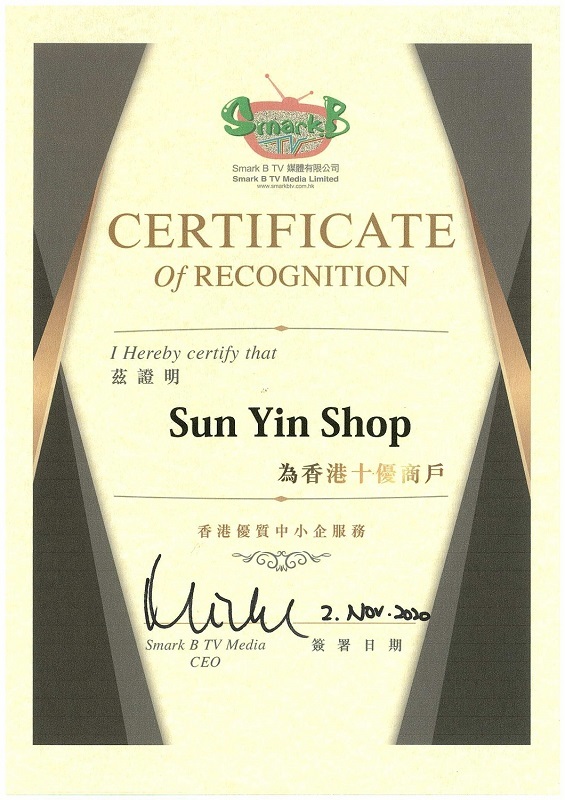 Smark B
TV
Smark B TV 媒體有限公司
Smark B TV Media Limited
www.smarkbtv.com.hk
CERTIFICATE
Of RECOGNITION
I Hereby certify that
茲證明
Sun Yin Shop
為香港十優商戶
香港優質中小企服務
2. Nov. 2020
Smark B TV Media
CEO
簽署日期